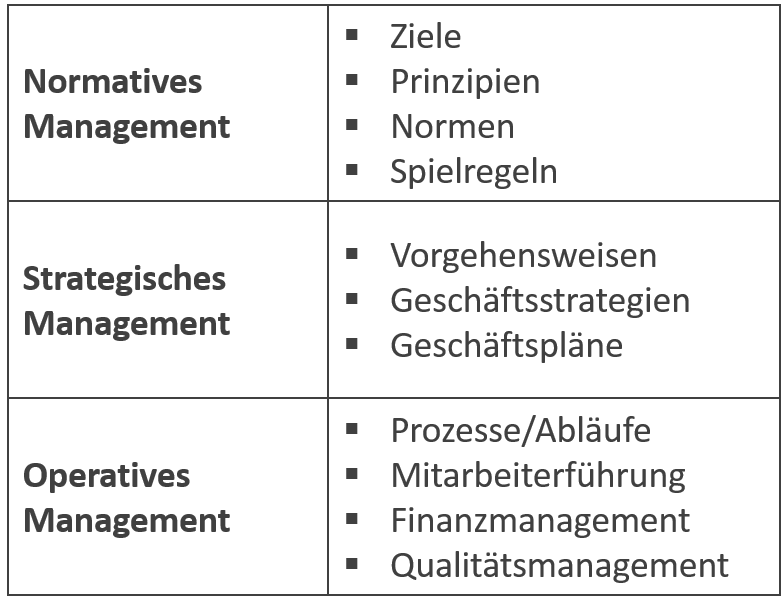 Normatives
Management
▪ Ziele
▪ Prinzipien
▪ Normen
▪ Spielregeln
Strategisches
Management
▪ Vorgehensweisen
▪ Geschäftsstrategien
▪ Geschäftspläne
Operatives
Management
▪ Prozesse/Abläufe
▪ Mitarbeiterführung
▪ Finanzmanagement
▪ Qualitätsmanagement